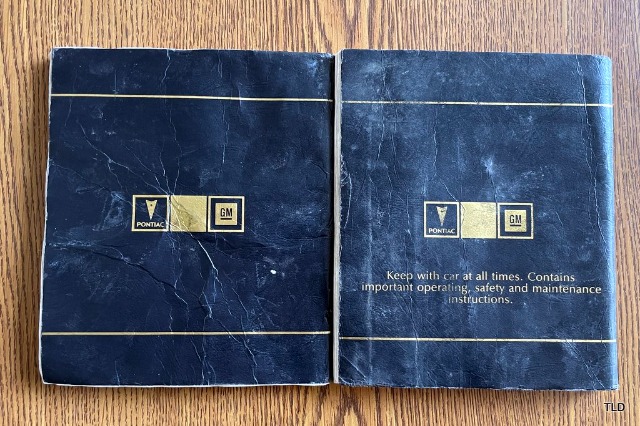 PONTIAC
GM
PONTIAC
GM
Keep with car at all times. Contains
important operating, safety and maintenance
instructions.
TLD